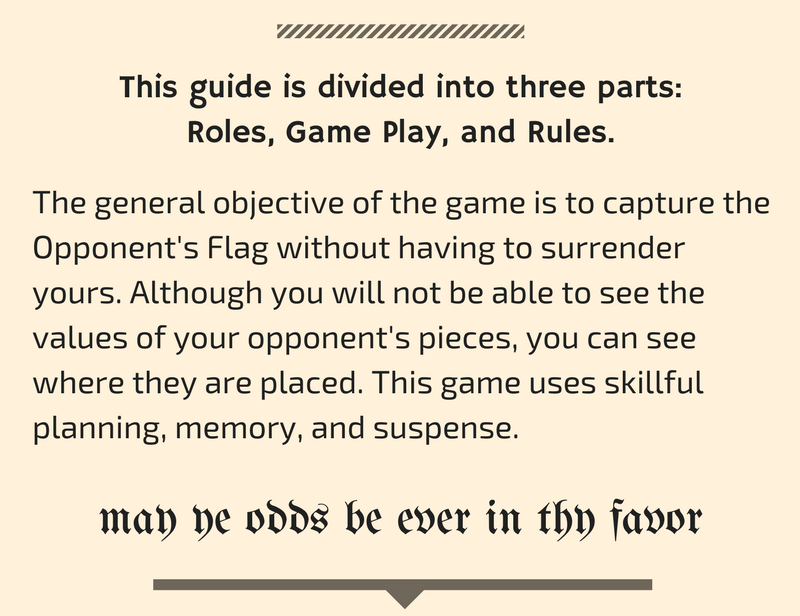 This guide is divided into three parts:
Roles, Game Play, and Rules.
The general objective of the game is to capture the
Opponent's Flag without having to surrender
yours. Although you will not be able to see the
values of your opponent's pieces, you can see
where they are placed. This game uses skillful
planning, memory, and suspense.
may ye odds be ever in thy favor